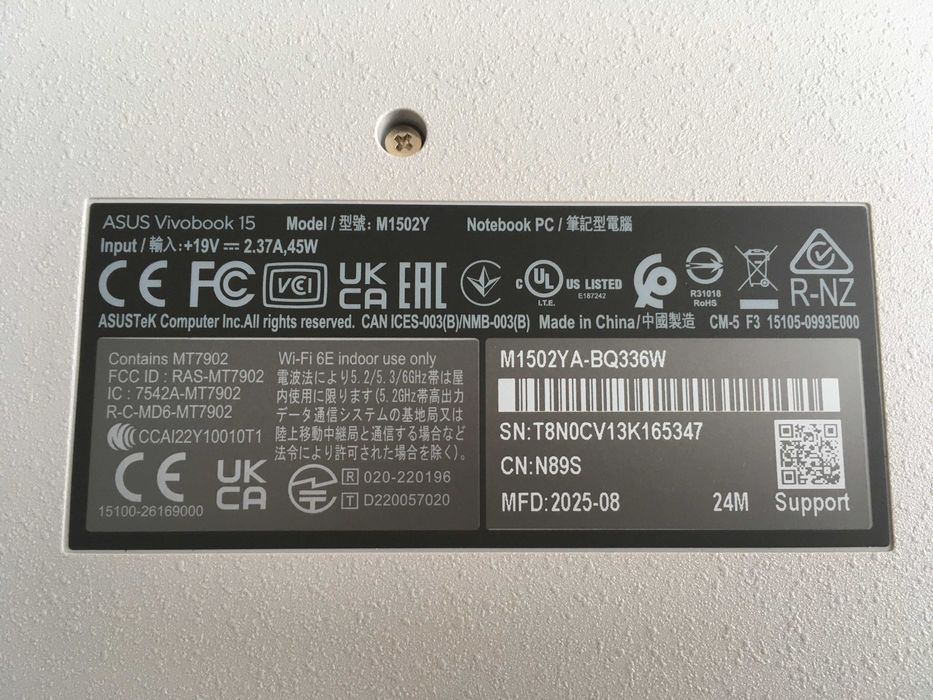 ASUS Vivobook 15 Model / 型號: M1502Y Notebook PC / 筆記型電腦
Input / 輸入:+19V⎓ 2.37A,45W
CE FC VCI UK CA EAC C UL US LISTED I.T.E. E187242 R31018 RoHS R-NZ
ASUSTeK Computer Inc.All rights reserved. CAN ICES-003(B)/NMB-003(B) Made in China/中國製造 CM-5 F3 15105-0993E000
Contains MT7902
FCC ID : RAS-MT7902
IC : 7542A-MT7902
R-C-MD6-MT7902
CCAI22Y10010T1
CE UK CA
15100-26169000
Wi-Fi 6E indoor use only
電波法により5.2/5.3/6GHz帯は屋
内使用に限ります(5.2GHz帯高出力
データ通信システムの基地局又は
陸上移動中継局と通信する場合など
法令により許可された場合を除く)。
R 020-220196
T D220057020
M1502YA-BQ336W
SN:T8N0CV13K165347
CN:N89S
MFD:2025-08 24M Support